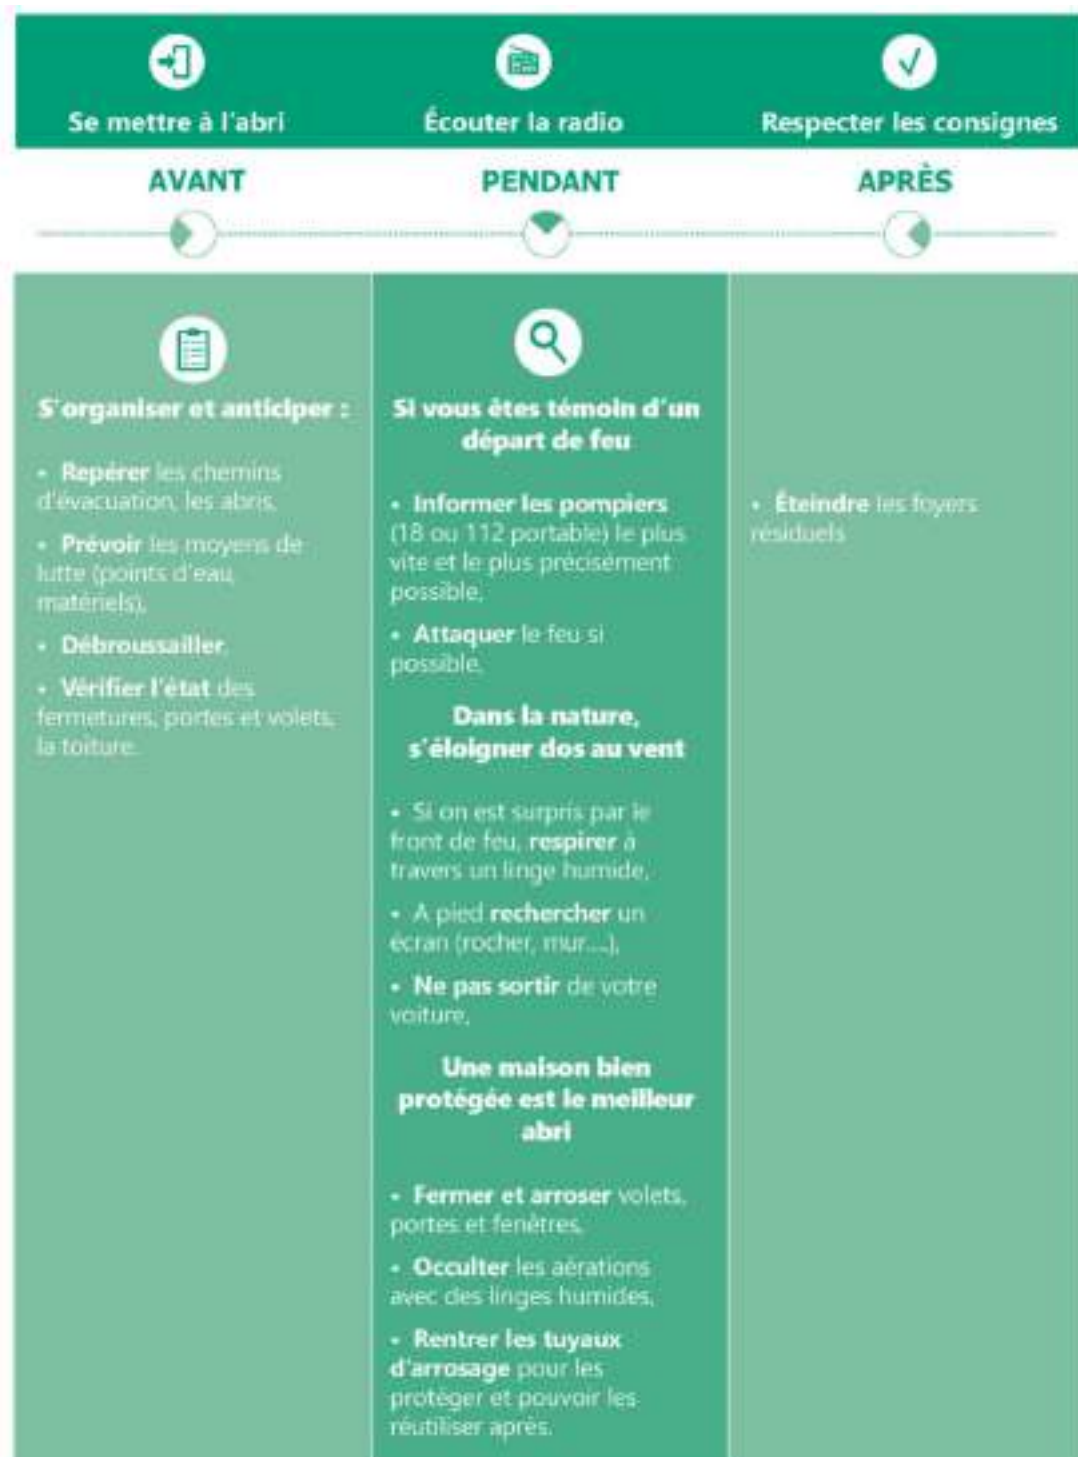 Se mettre à l'abri
Écouter la radio
Respecter les consignes
AVANT
PENDANT
APRÈS
S'organiser et anticiper :
• Repérer les chemins
d'évacuation, les abris,
• Prévoir les moyens de
lutte (points d'eau,
matériels),
• Débroussailler,
• Vérifier l'état des
fermetures, portes et volets,
la toiture.
Si vous êtes témoin d'un
départ de feu
• Informer les pompiers
(18 ou 112 portable) le plus
vite et le plus précisément
possible,
• Attaquer le feu si
possible,
Dans la nature,
s'éloigner dos au vent
• Si on est surpris par le
front de feu, respirer à
travers un linge humide,
• A pied rechercher un
écran (rocher, mur....),
• Ne pas sortir de votre
voiture,
Une maison bien
protégée est le meilleur
abri
• Fermer et arroser volets,
portes et fenêtres,
• Occulter les aérations
avec des linges humides,
• Rentrer les tuyaux
d'arrosage pour les
protéger et pouvoir les
réutiliser après.
• Éteindre les foyers
résiduels